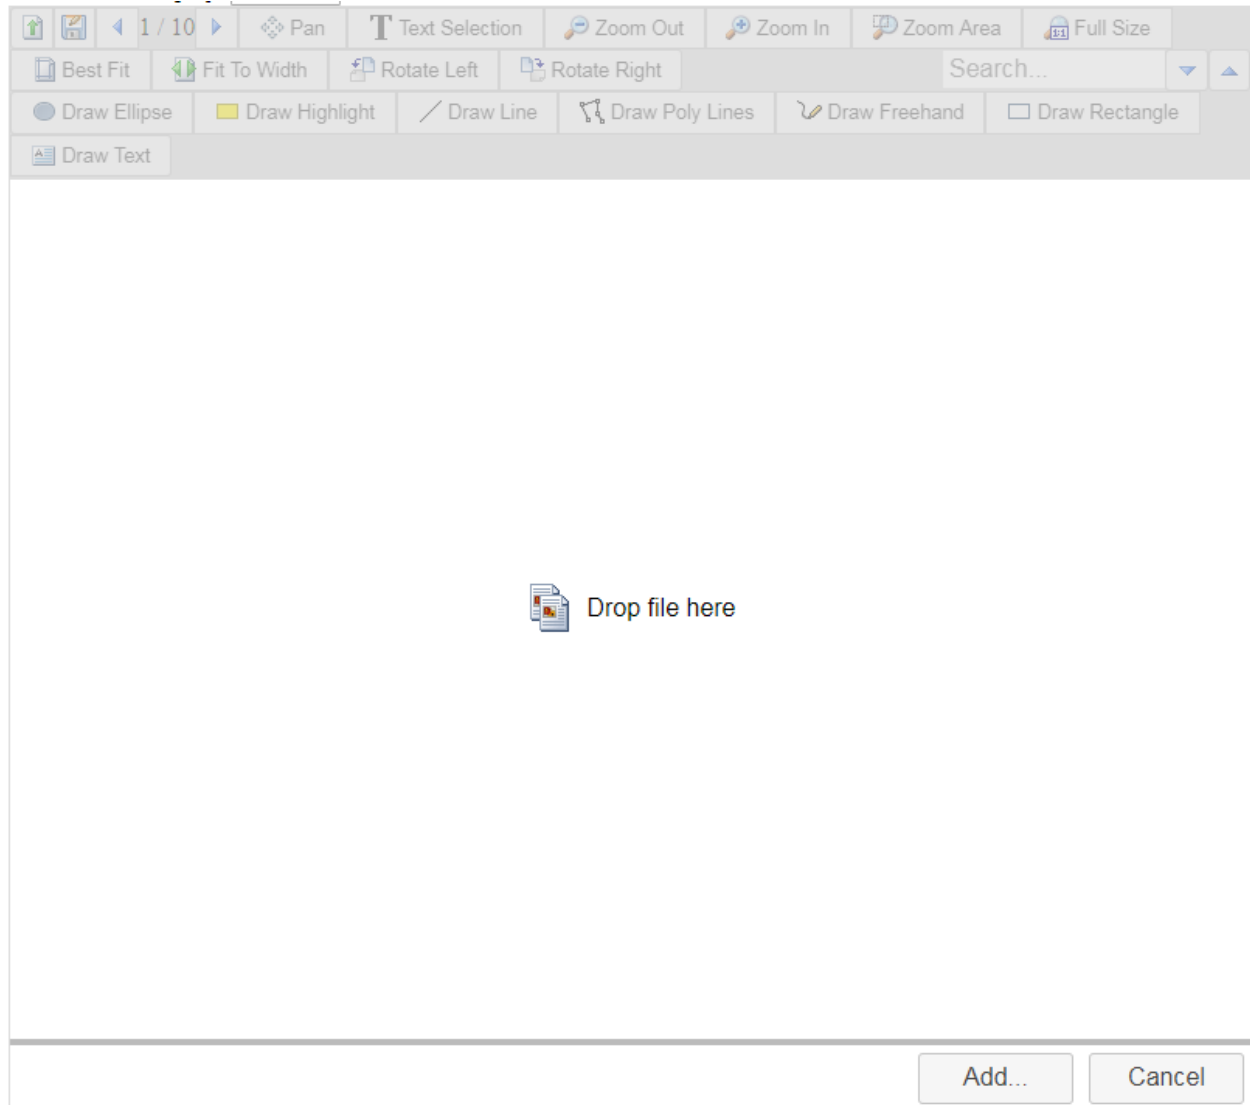 1 / 10 Pan Text Selection Zoom Out Zoom In Zoom Area 1:1 Full Size
Best Fit Fit To Width Rotate Left Rotate Right Search...
Draw Ellipse Draw Highlight Draw Line Draw Poly Lines Draw Freehand Draw Rectangle
Draw Text
Drop file here
Add... Cancel